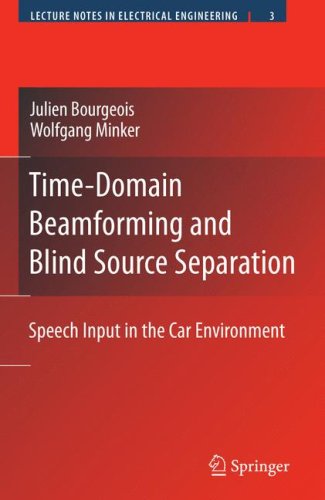 LECTURE NOTES IN ELECTRICAL ENGINEERING | 3
Julien Bourgeois
Wolfgang Minker
Time-Domain
Beamforming and
Blind Source Separation
Speech Input in the Car Environment
Springer